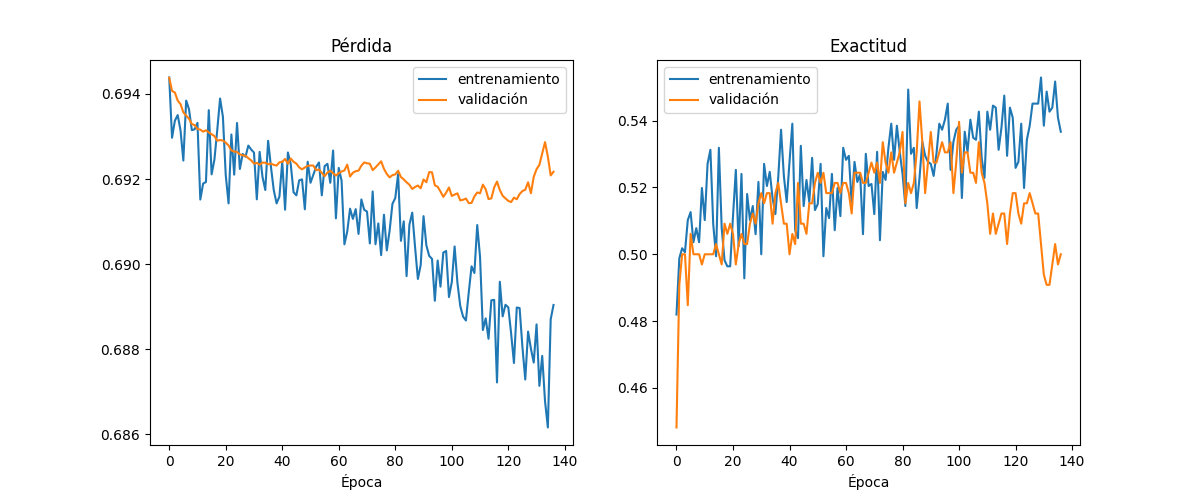 Pérdida
entrenamiento
validación
0.694
0.692
0.690
0.688
0.686
0 20 40 60 80 100 120 140
Época
Exactitud
entrenamiento
validación
0.54
0.52
0.50
0.48
0.46
0 20 40 60 80 100 120 140
Época